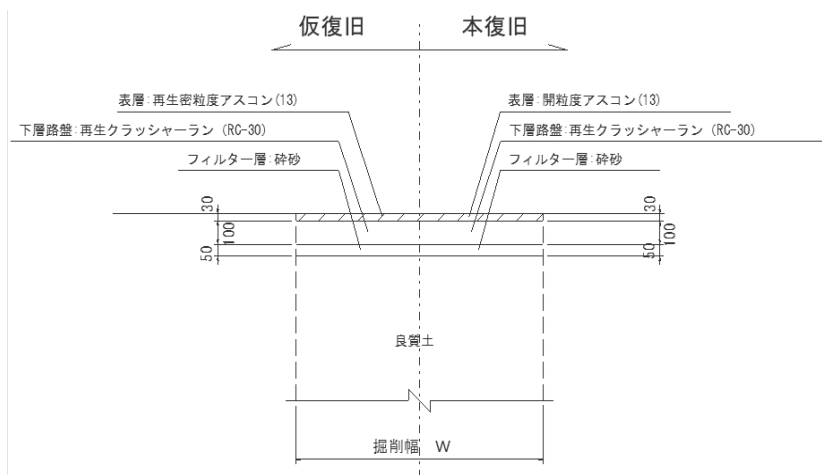 仮復旧 本復旧
表層:再生密粒度アスコン(13) 表層:開粒度アスコン(13)
下層路盤:再生クラッシャーラン (RC-30) 下層路盤:再生クラッシャーラン (RC-30)
フィルター層:砕砂 フィルター層:砕砂
30 30
100 100
50 50
良質土
掘削幅 W